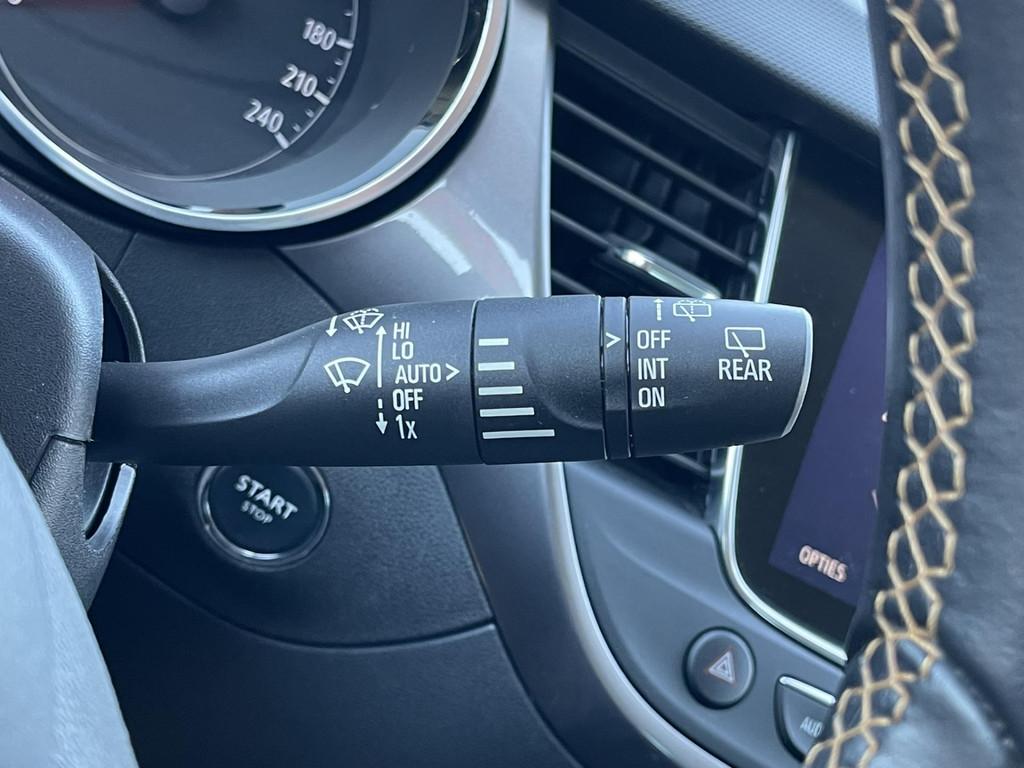 180
210
240
HI
LO
AUTO >
OFF
1x
>
OFF
INT
ON
REAR
START
STOP
OPTIES